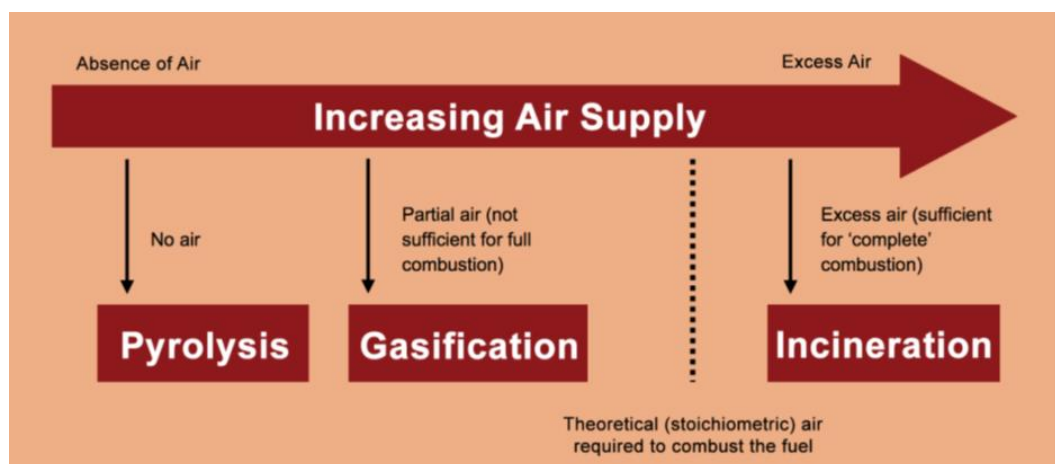 Absence of Air
Excess Air
Increasing Air Supply
No air
Partial air (not
sufficient for full
combustion)
Excess air (sufficient
for ‘complete’
combustion)
Pyrolysis
Gasification
Incineration
Theoretical (stoichiometric) air
required to combust the fuel